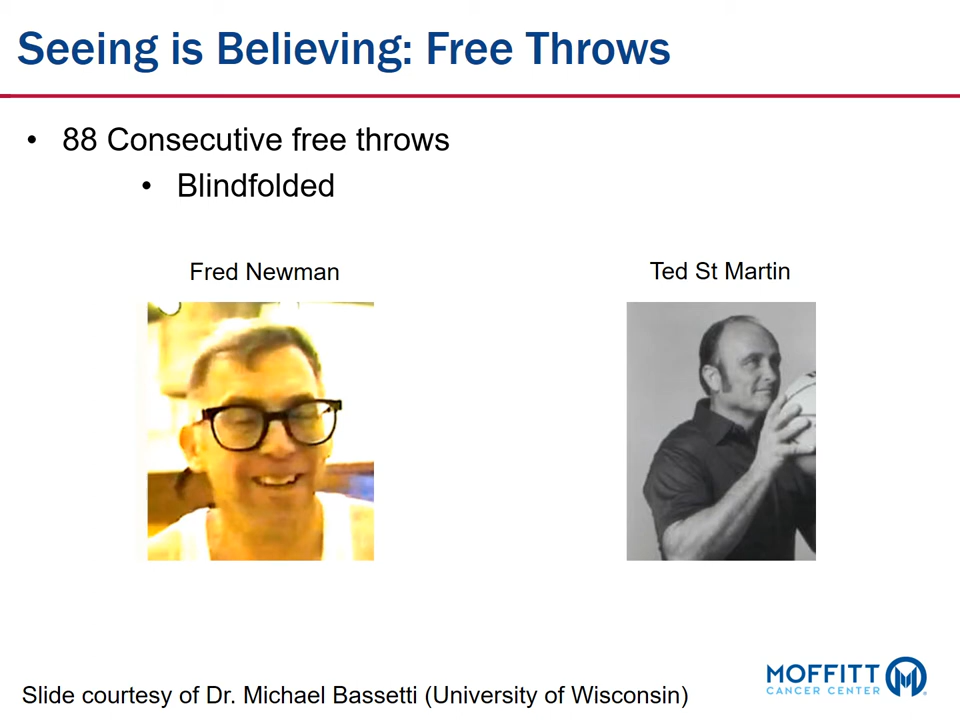 Seeing is Believing: Free Throws
• 88 Consecutive free throws
• Blindfolded
Fred Newman
Ted St Martin
MOFFITT
CANCER CENTER
Slide courtesy of Dr. Michael Bassetti (University of Wisconsin)